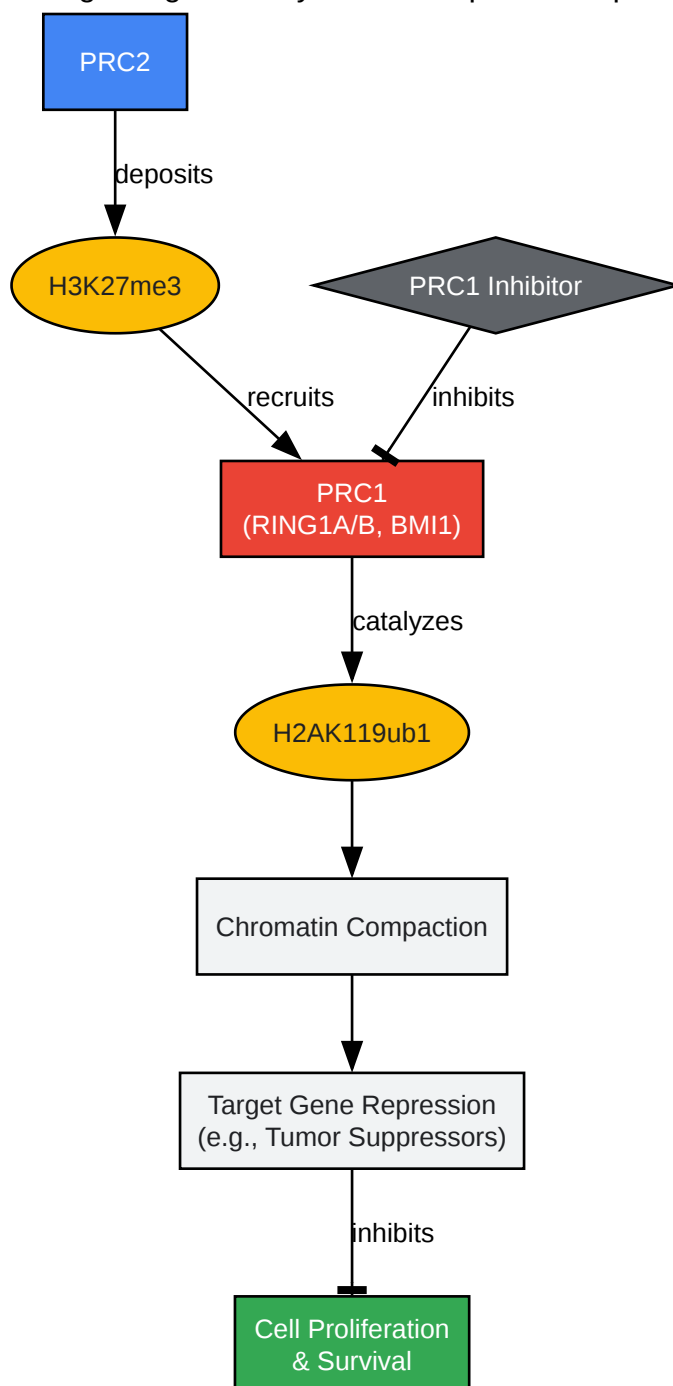 PRC2
deposits
H3K27me3
PRC1 Inhibitor
recruits
inhibits
PRC1
(RING1A/B, BMI1)
catalyzes
H2AK119ub1
Chromatin Compaction
Target Gene Repression
(e.g., Tumor Suppressors)
inhibits
Cell Proliferation
& Survival